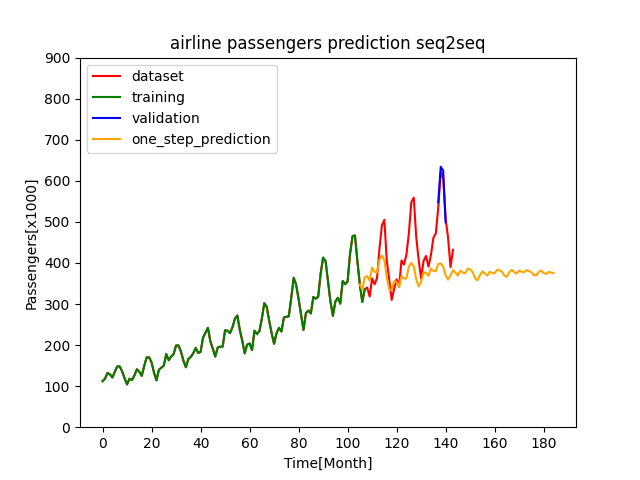 airline passengers prediction seq2seq
900
800
700
600
500
400
300
200
100
0
Passengers[x1000]
dataset
training
validation
one_step_prediction
0 20 40 60 80 100 120 140 160 180
Time[Month]